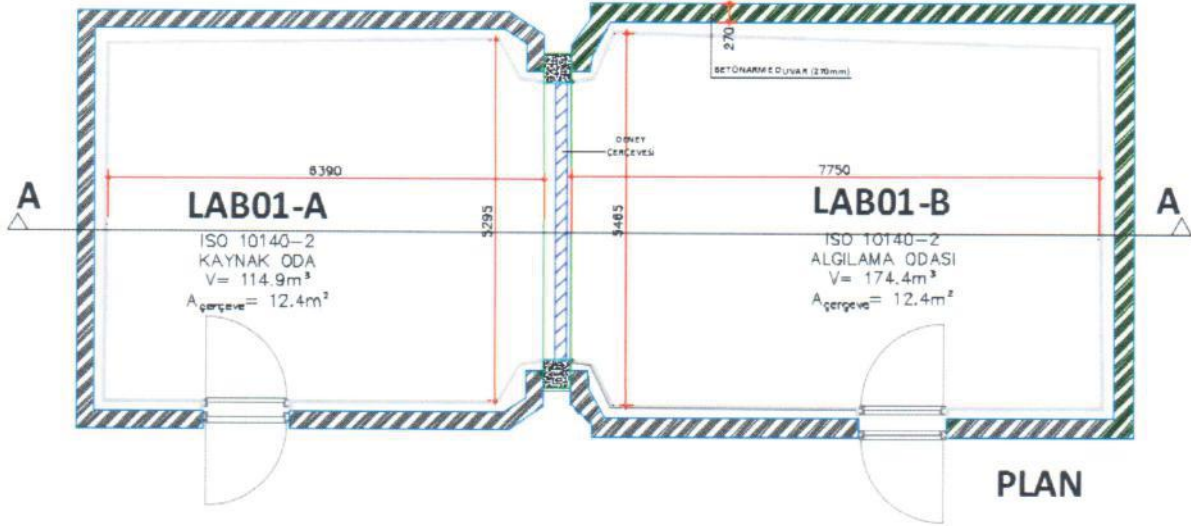 270
BETONARME DUVAR (270mm)
DENEY
ÇERÇEVESİ
6390
7750
A
LAB01-A
5295
5465
LAB01-B
A
ISO 10140-2
KAYNAK ODA
V= 114.9m³
Açerçeve= 12.4m²
ISO 10140-2
ALGILAMA ODASI
V= 174.4m³
Açerçeve= 12.4m²
PLAN